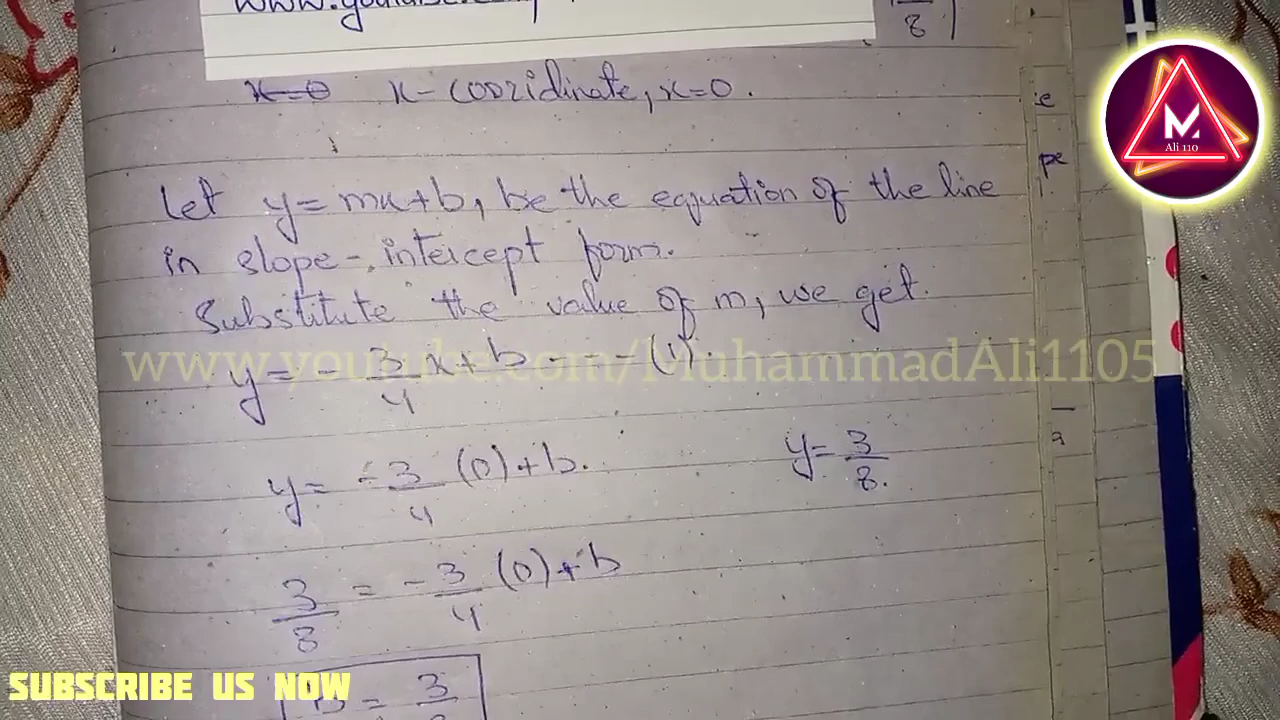 8
x=0 x-coozidinate, x=0.
M
Ali 110
Let y=mx+b, be the equation of the line
in slope-intercept form.
Substitute the value of m, we get.
y= -3/4 x+b --- (1).
www.youtube.com/MuhammadAli1105
y= -3/4 (0)+b. y= 3/8.
3/8 = -3/4 (0)+b
b = 3
SUBSCRIBE US NOW